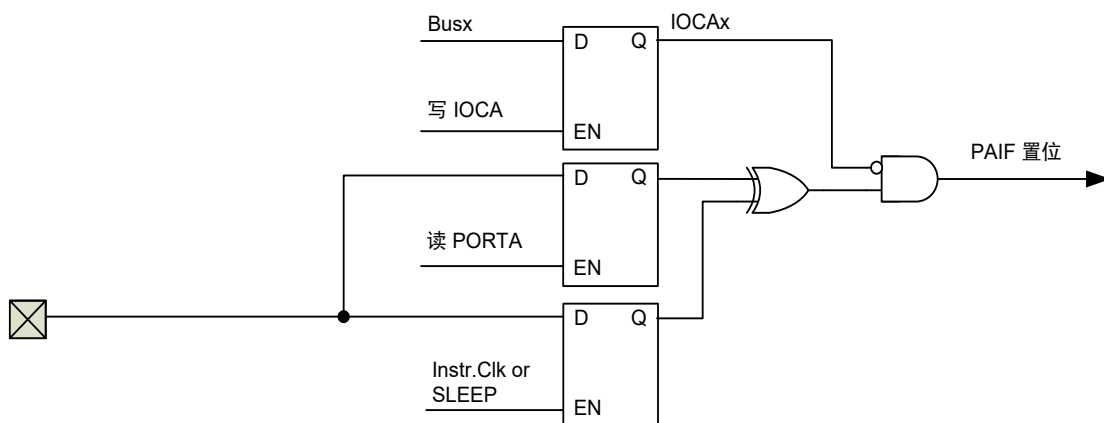 Busx
IOCAx
D
Q
写 IOCA
EN
PAIF 置位
D
Q
读 PORTA
EN
D
Q
Instr.Clk or
SLEEP
EN